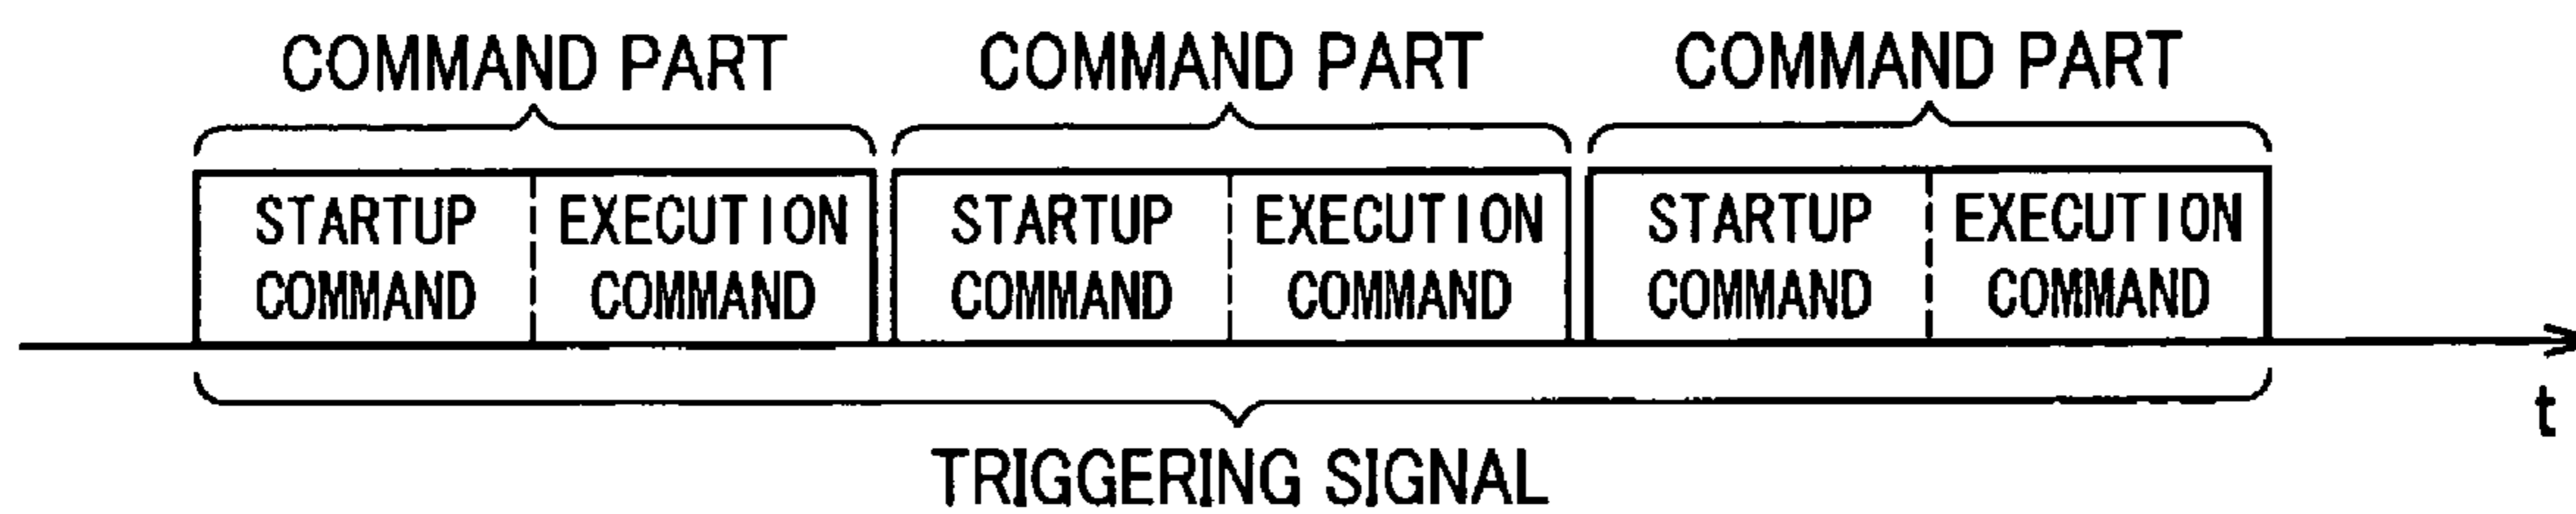 COMMAND PART COMMAND PART COMMAND PART
STARTUP EXECUTION STARTUP EXECUTION STARTUP EXECUTION
COMMAND COMMAND COMMAND COMMAND COMMAND COMMAND
t
TRIGGERING SIGNAL